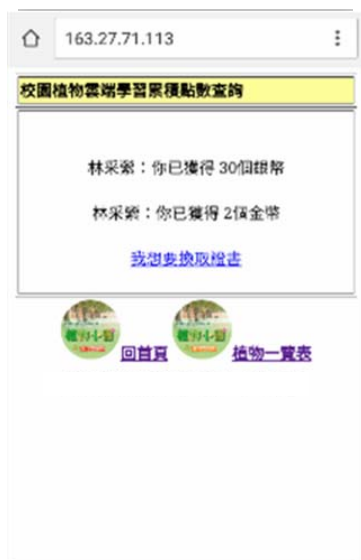 163.27.71.113
校園植物雲端學習累積點數查詢
林采縈：你已獲得 30個銀幣
林采縈：你已獲得 2個金幣
我想要換取證書
回首頁 植物一覽表